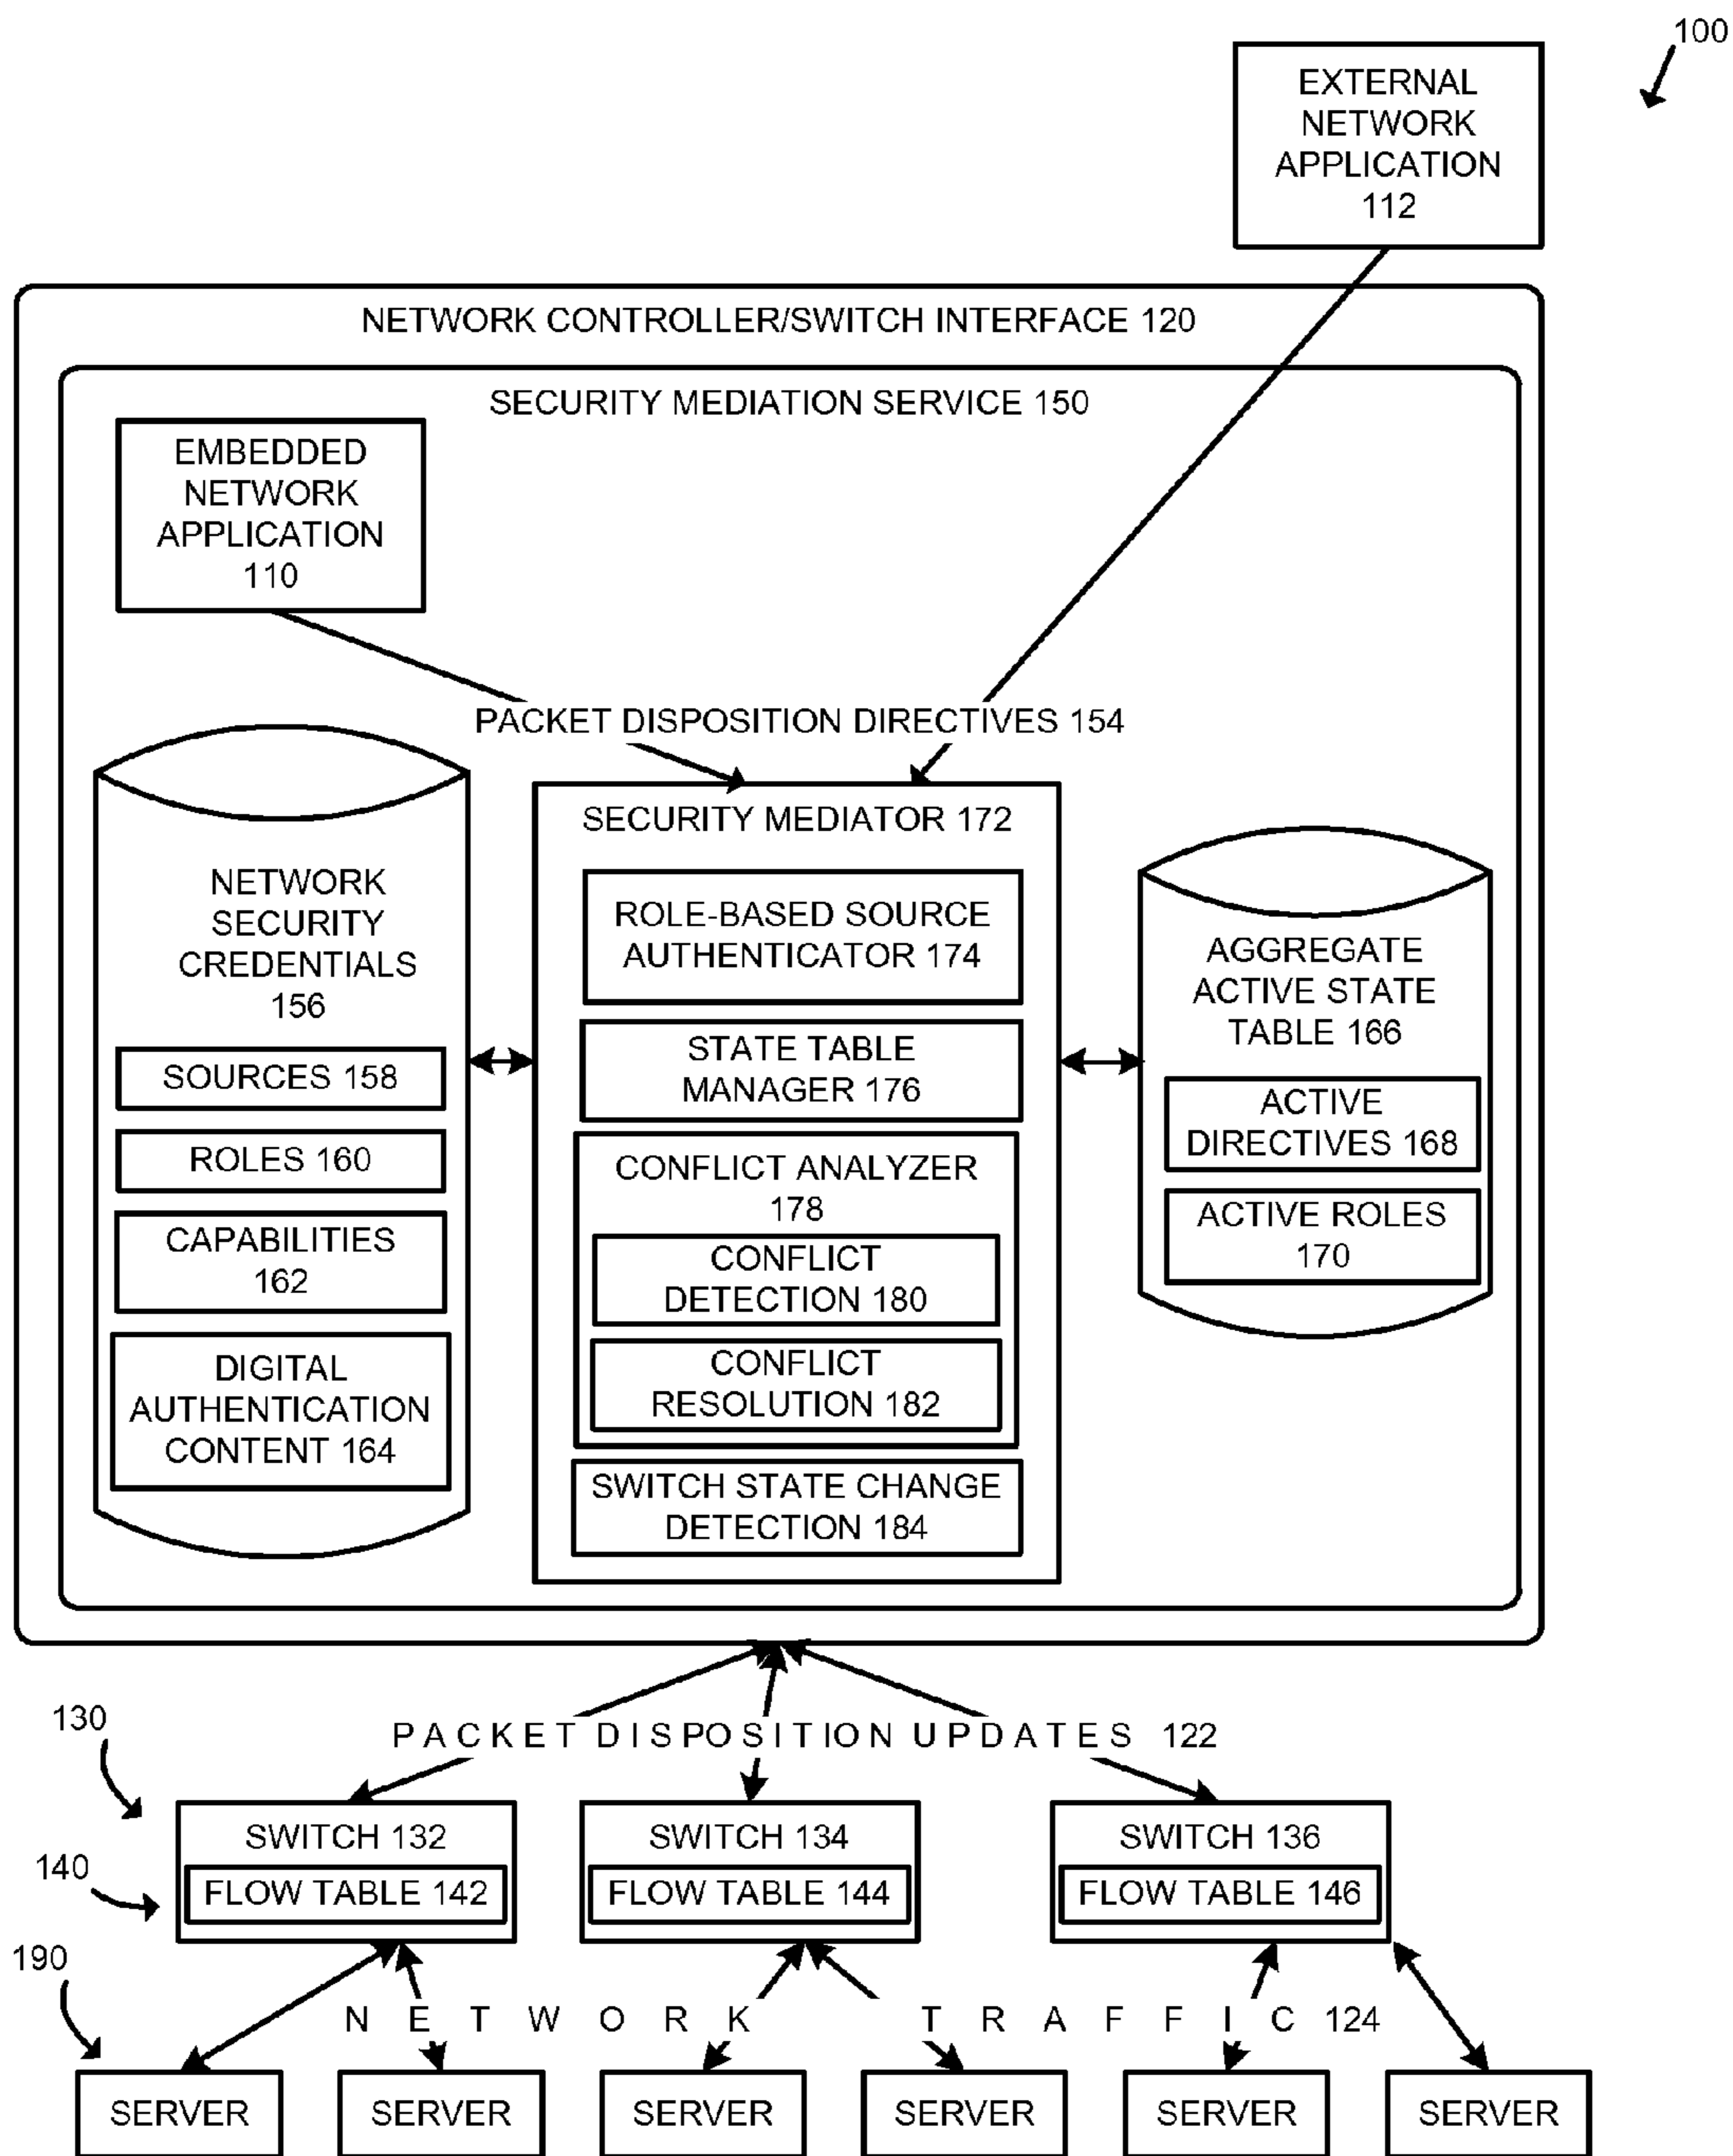 100
EXTERNAL
NETWORK
APPLICATION
112
NETWORK CONTROLLER/SWITCH INTERFACE 120
SECURITY MEDIATION SERVICE 150
EMBEDDED
NETWORK
APPLICATION
110
PACKET DISPOSITION DIRECTIVES 154
NETWORK
SECURITY
CREDENTIALS
156
SOURCES 158
ROLES 160
CAPABILITIES
162
DIGITAL
AUTHENTICATION
CONTENT 164
SECURITY MEDIATOR 172
ROLE-BASED SOURCE
AUTHENTICATOR 174
STATE TABLE
MANAGER 176
CONFLICT ANALYZER
178
CONFLICT
DETECTION 180
CONFLICT
RESOLUTION 182
SWITCH STATE CHANGE
DETECTION 184
AGGREGATE
ACTIVE STATE
TABLE 166
ACTIVE
DIRECTIVES 168
ACTIVE ROLES
170
PACKET DISPOSITION UPDATES 122
130
SWITCH 132
FLOW TABLE 142
SWITCH 134
FLOW TABLE 144
SWITCH 136
FLOW TABLE 146
140
190
NETWORK TRAFFIC 124
SERVER
SERVER
SERVER
SERVER
SERVER
SERVER